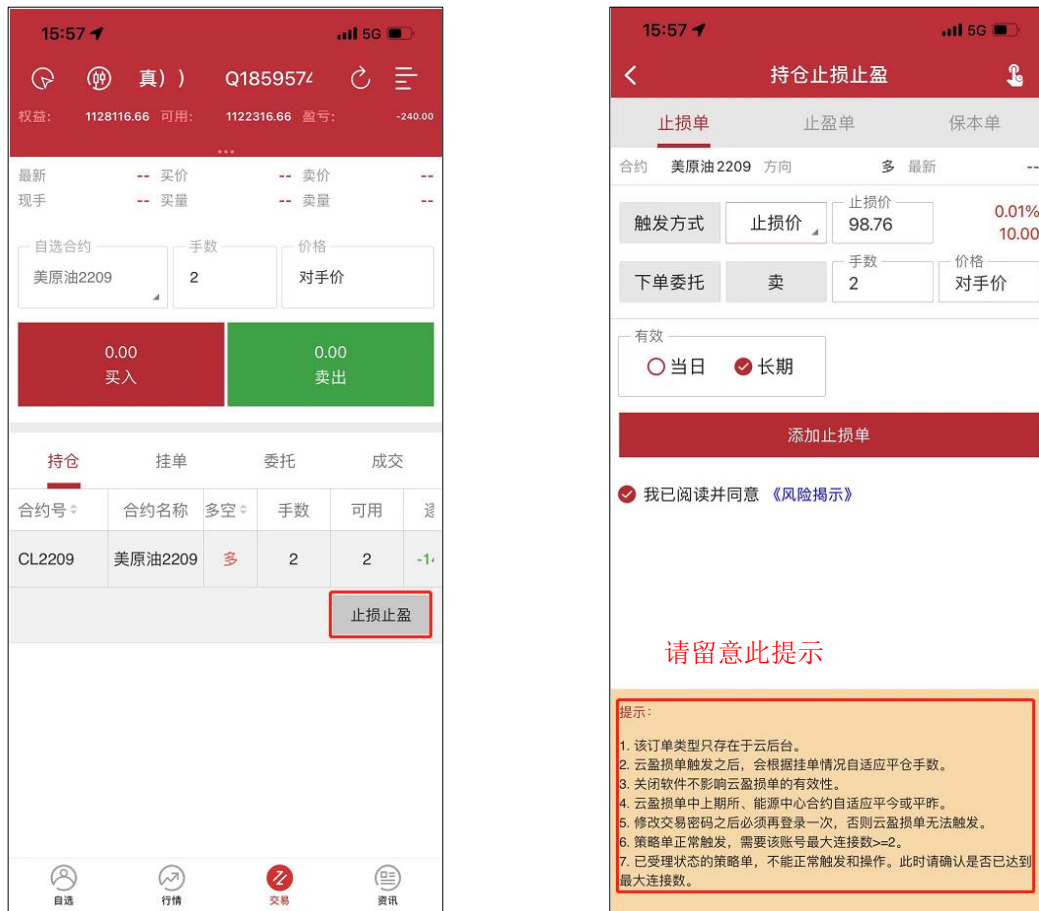 15:57
5G
真) )
Q1859574
权益: 1128116.66 可用: 1122316.66 盈亏: -240.00
最新 -- 买价 -- 卖价 --
现手 -- 买量 -- 卖量 --
自选合约 手数 价格
美原油2209 2 对手价
0.00 0.00
买入 卖出
持仓 挂单 委托 成交
合约号 合约名称 多空 手数 可用
CL2209 美原油2209 多 2 2 -14
止损止盈
自选 行情 交易 资讯
15:57
5G
持仓止损止盈
止损单 止盈单 保本单
合约 美原油2209 方向 多 最新 --
止损价
触发方式 止损价 98.76 0.01%
10.00
手数 价格
下单委托 卖 2 对手价
有效
当日 长期
添加止损单
我已阅读并同意 《风险揭示》
请留意此提示
提示:
1. 该订单类型只存在于云后台。
2. 云盈损单触发之后，会根据挂单情况自适应平仓手数。
3. 关闭软件不影响云盈损单的有效性。
4. 云盈损单中上期所、能源中心合约自适应平今或平昨。
5. 修改交易密码之后必须再登录一次，否则云盈损单无法触发。
6. 策略单正常触发，需要该账号最大连接数>=2。
7. 已受理状态的策略单，不能正常触发和操作。此时请确认是否已达到
最大连接数。